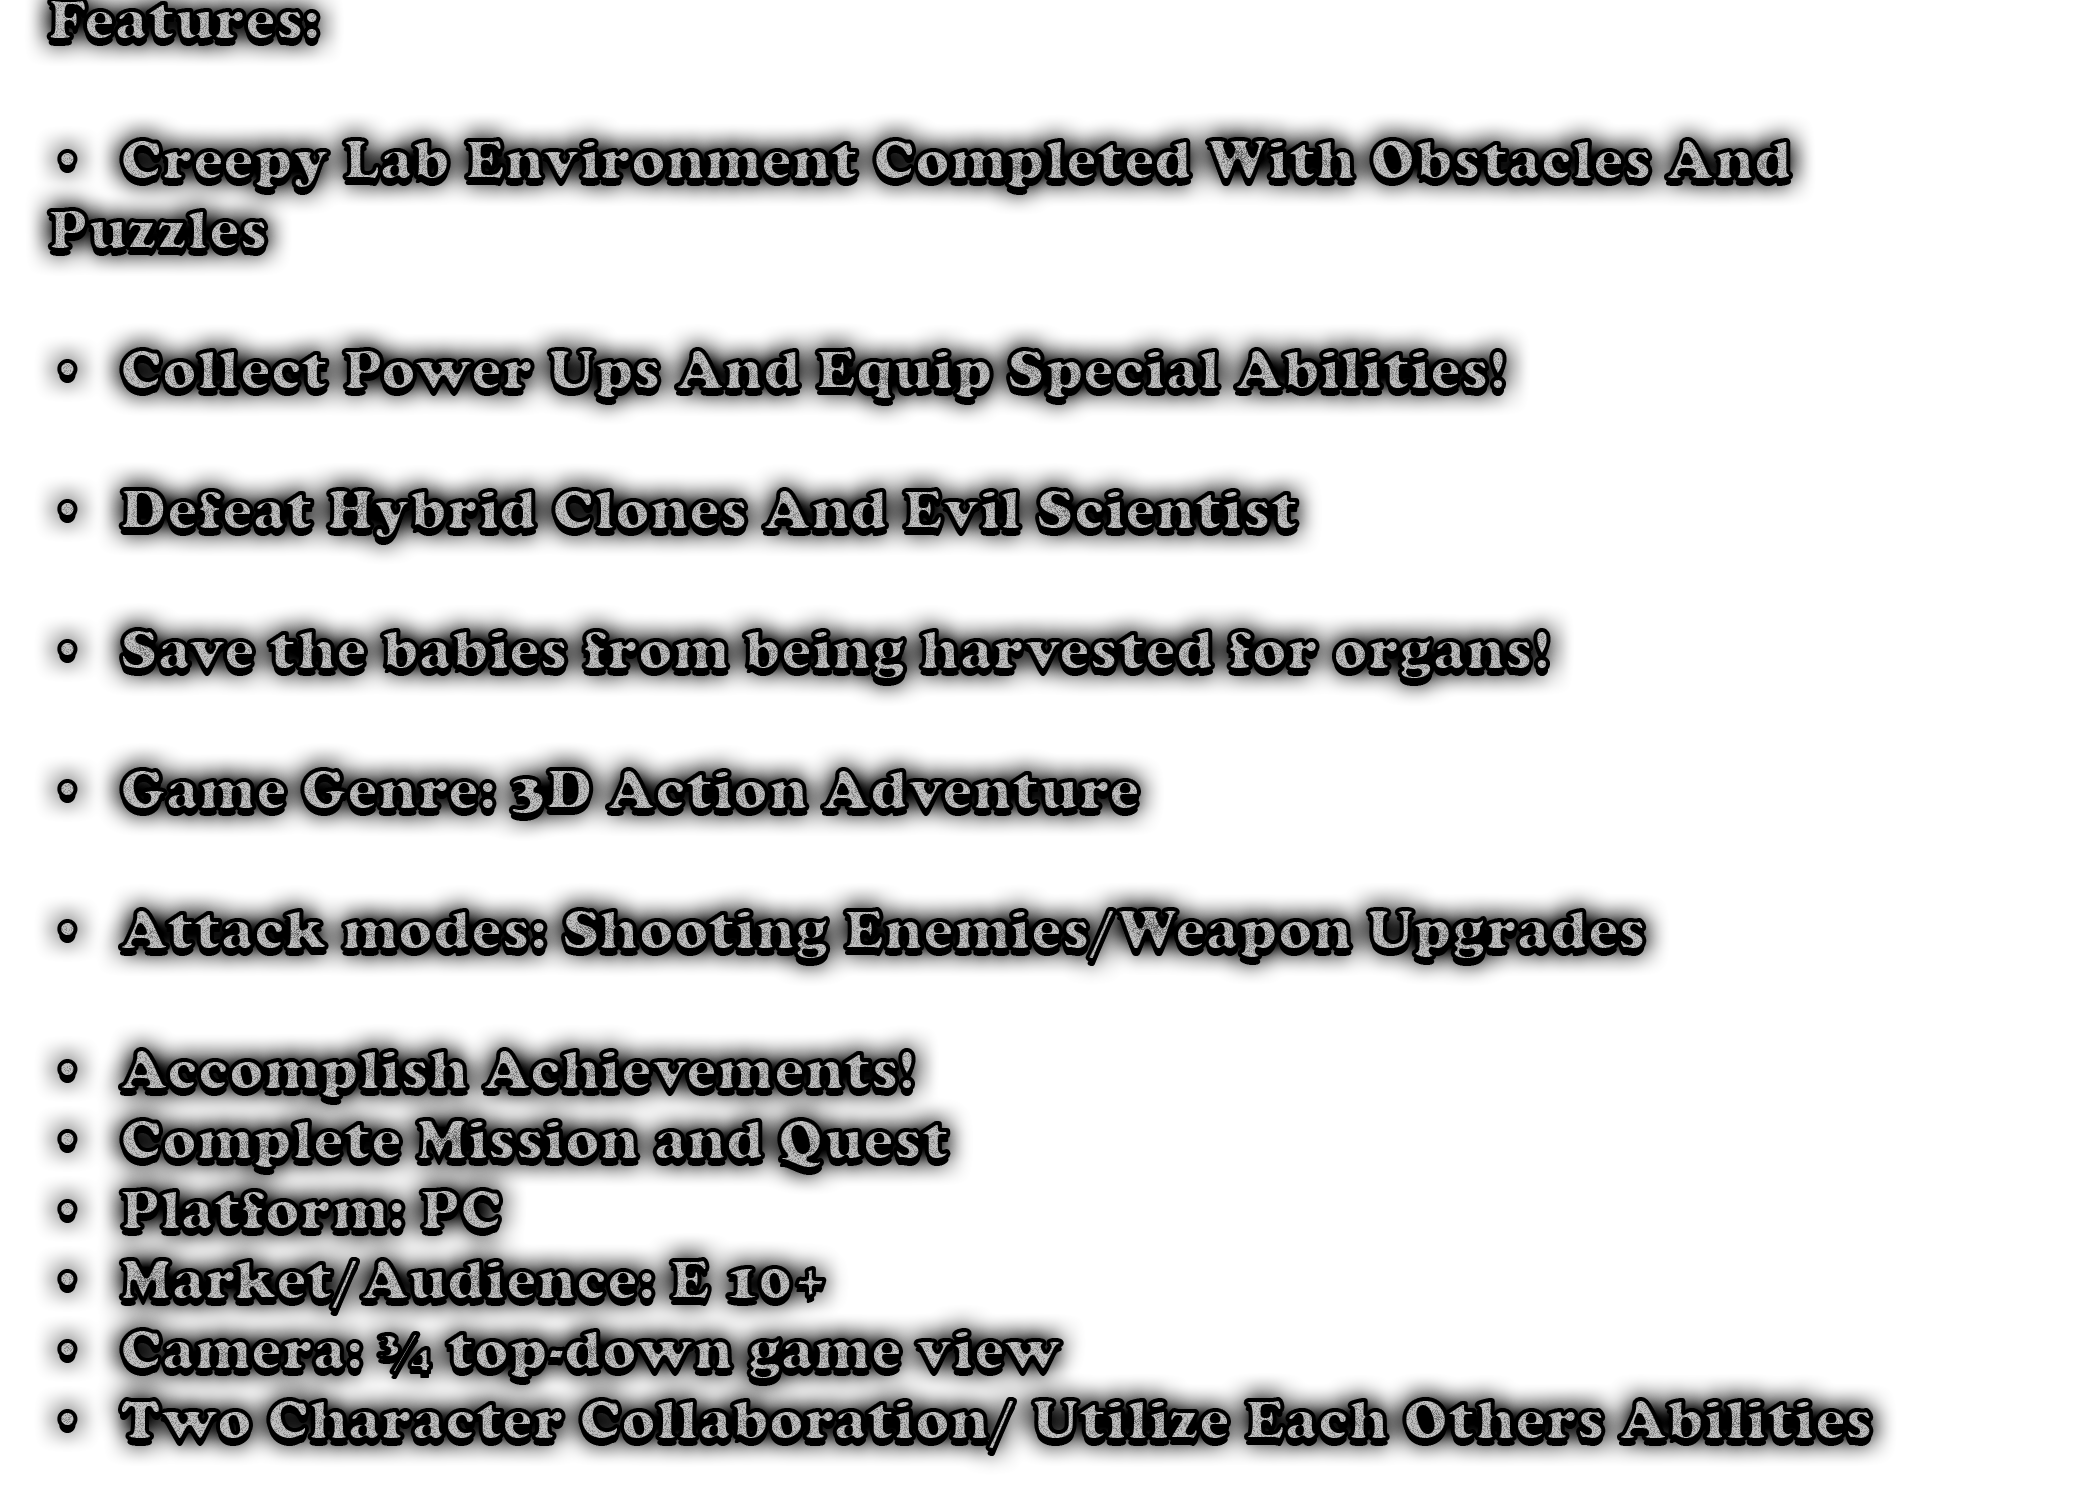 Features:
• Creepy Lab Environment Completed With Obstacles And
Puzzles
• Collect Power Ups And Equip Special Abilities!
• Defeat Hybrid Clones And Evil Scientist
• Save the babies from being harvested for organs!
• Game Genre: 3D Action Adventure
• Attack modes: Shooting Enemies/Weapon Upgrades
• Accomplish Achievements!
• Complete Mission and Quest
• Platform: PC
• Market/Audience: E 10+
• Camera: ¾ top-down game view
• Two Character Collaboration/ Utilize Each Others Abilities